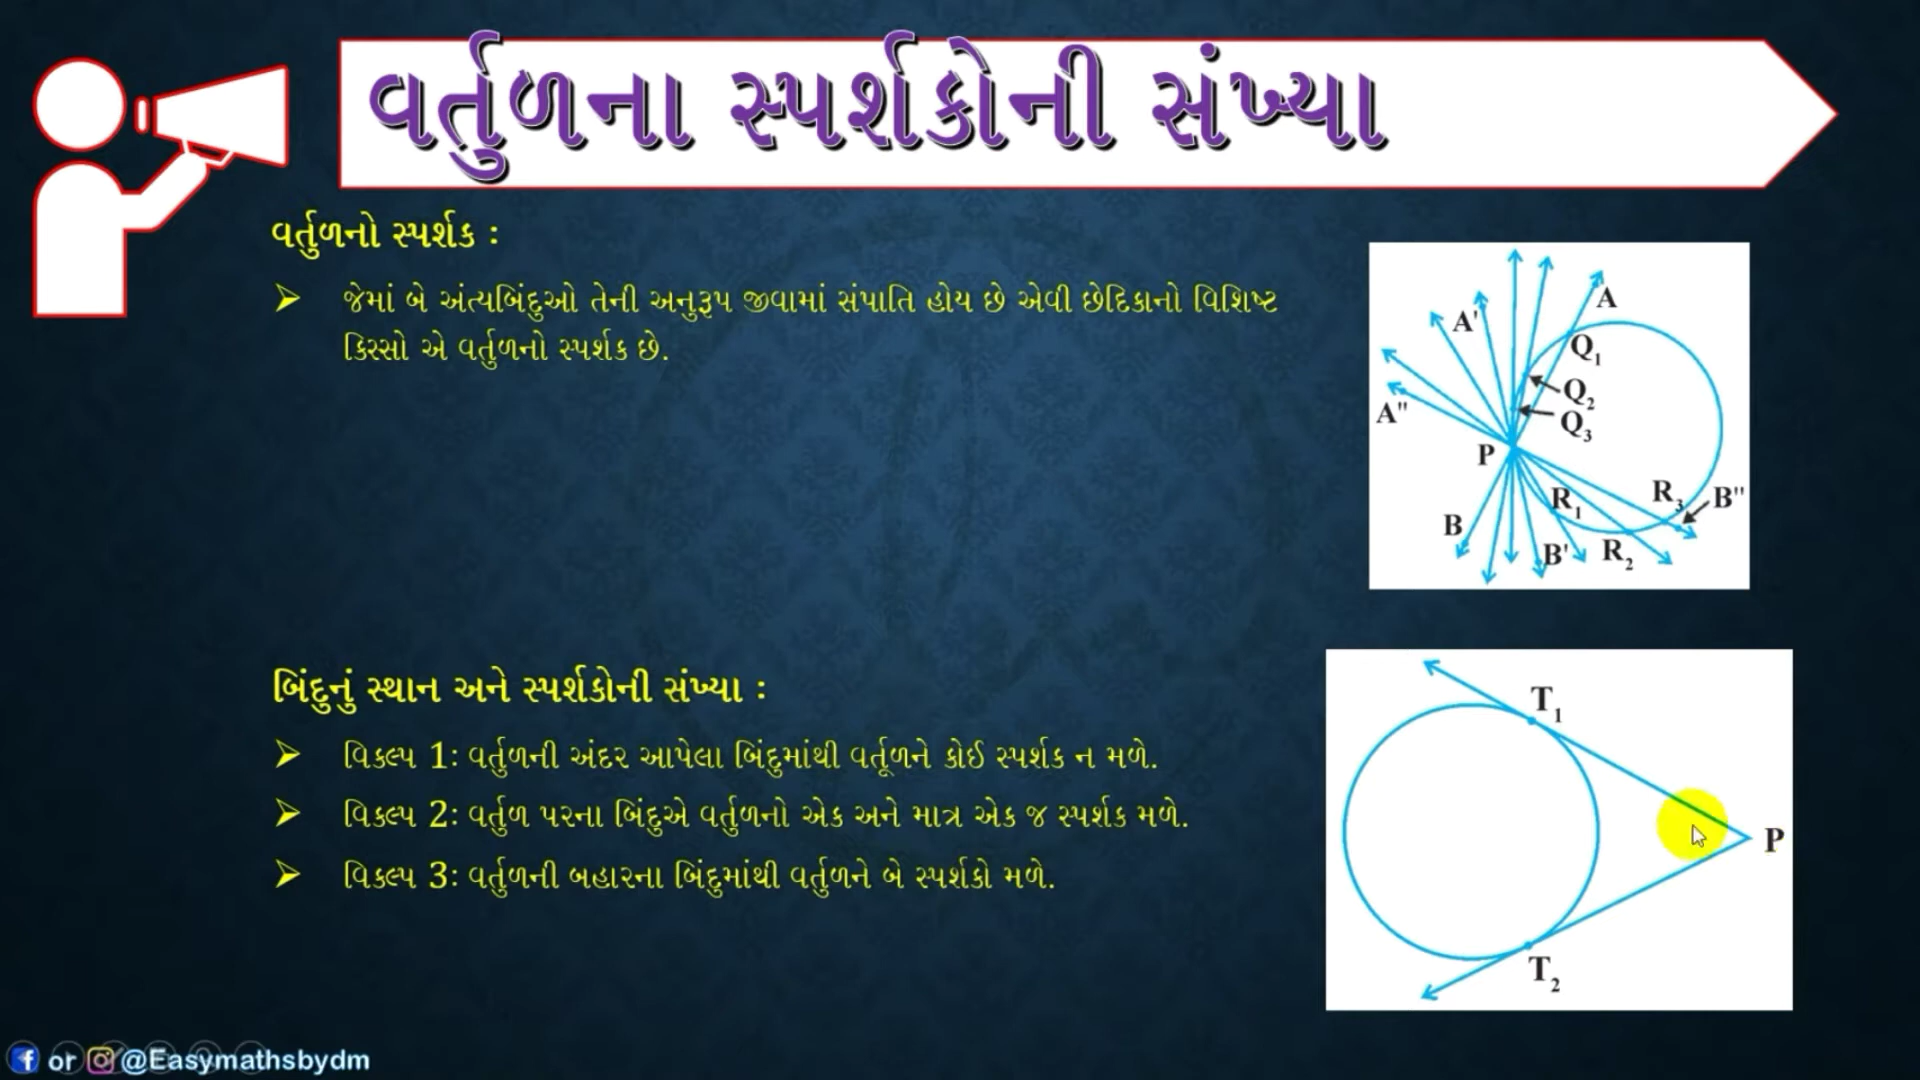 વર્તુળના સ્પર્શકોની સંખ્યા
વર્તુળનો સ્પર્શક :
➢ જેમાં બે અંત્યબિંદુઓ તેની અનુરૂપ જીવામાં સંપાતિ હોય છે એવી છેદિકાનો વિશિષ્ટ
કિસ્સો એ વર્તુળનો સ્પર્શક છે.
A
A'
Q₁
Q₂
A"
Q₃
P
R₁
R₃
B"
B
B'
R₂
બિંદુનું સ્થાન અને સ્પર્શકોની સંખ્યા :
➢ વિકલ્પ 1: વર્તુળની અંદર આપેલા બિંદુમાંથી વર્તૂળને કોઈ સ્પર્શક ન મળે.
➢ વિકલ્પ 2: વર્તુળ પરના બિંદુએ વર્તુળનો એક અને માત્ર એક જ સ્પર્શક મળે.
➢ વિકલ્પ 3: વર્તુળની બહારના બિંદુમાંથી વર્તુળને બે સ્પર્શકો મળે.
T₁
P
T₂
f or @Easymathsbydm